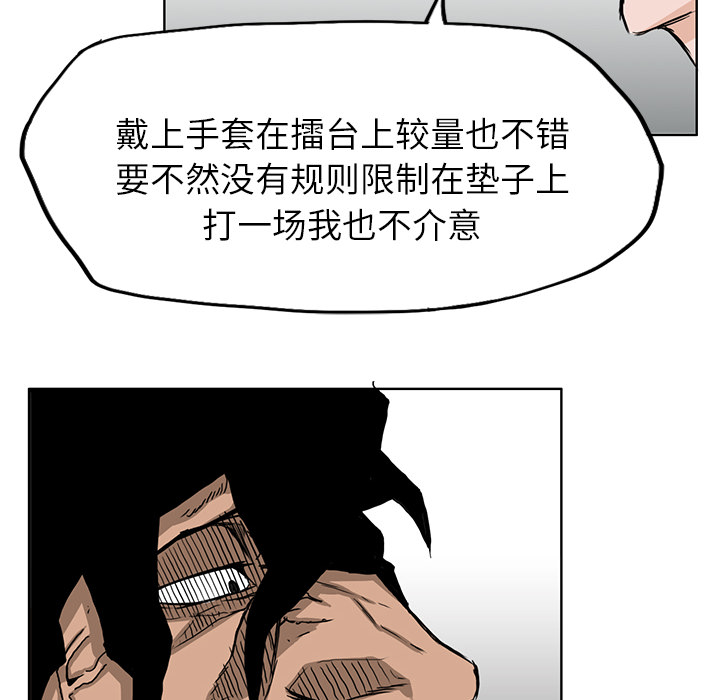 戴上手套在擂台上较量也不错
要不然没有规则限制在垫子上
打一场我也不介意